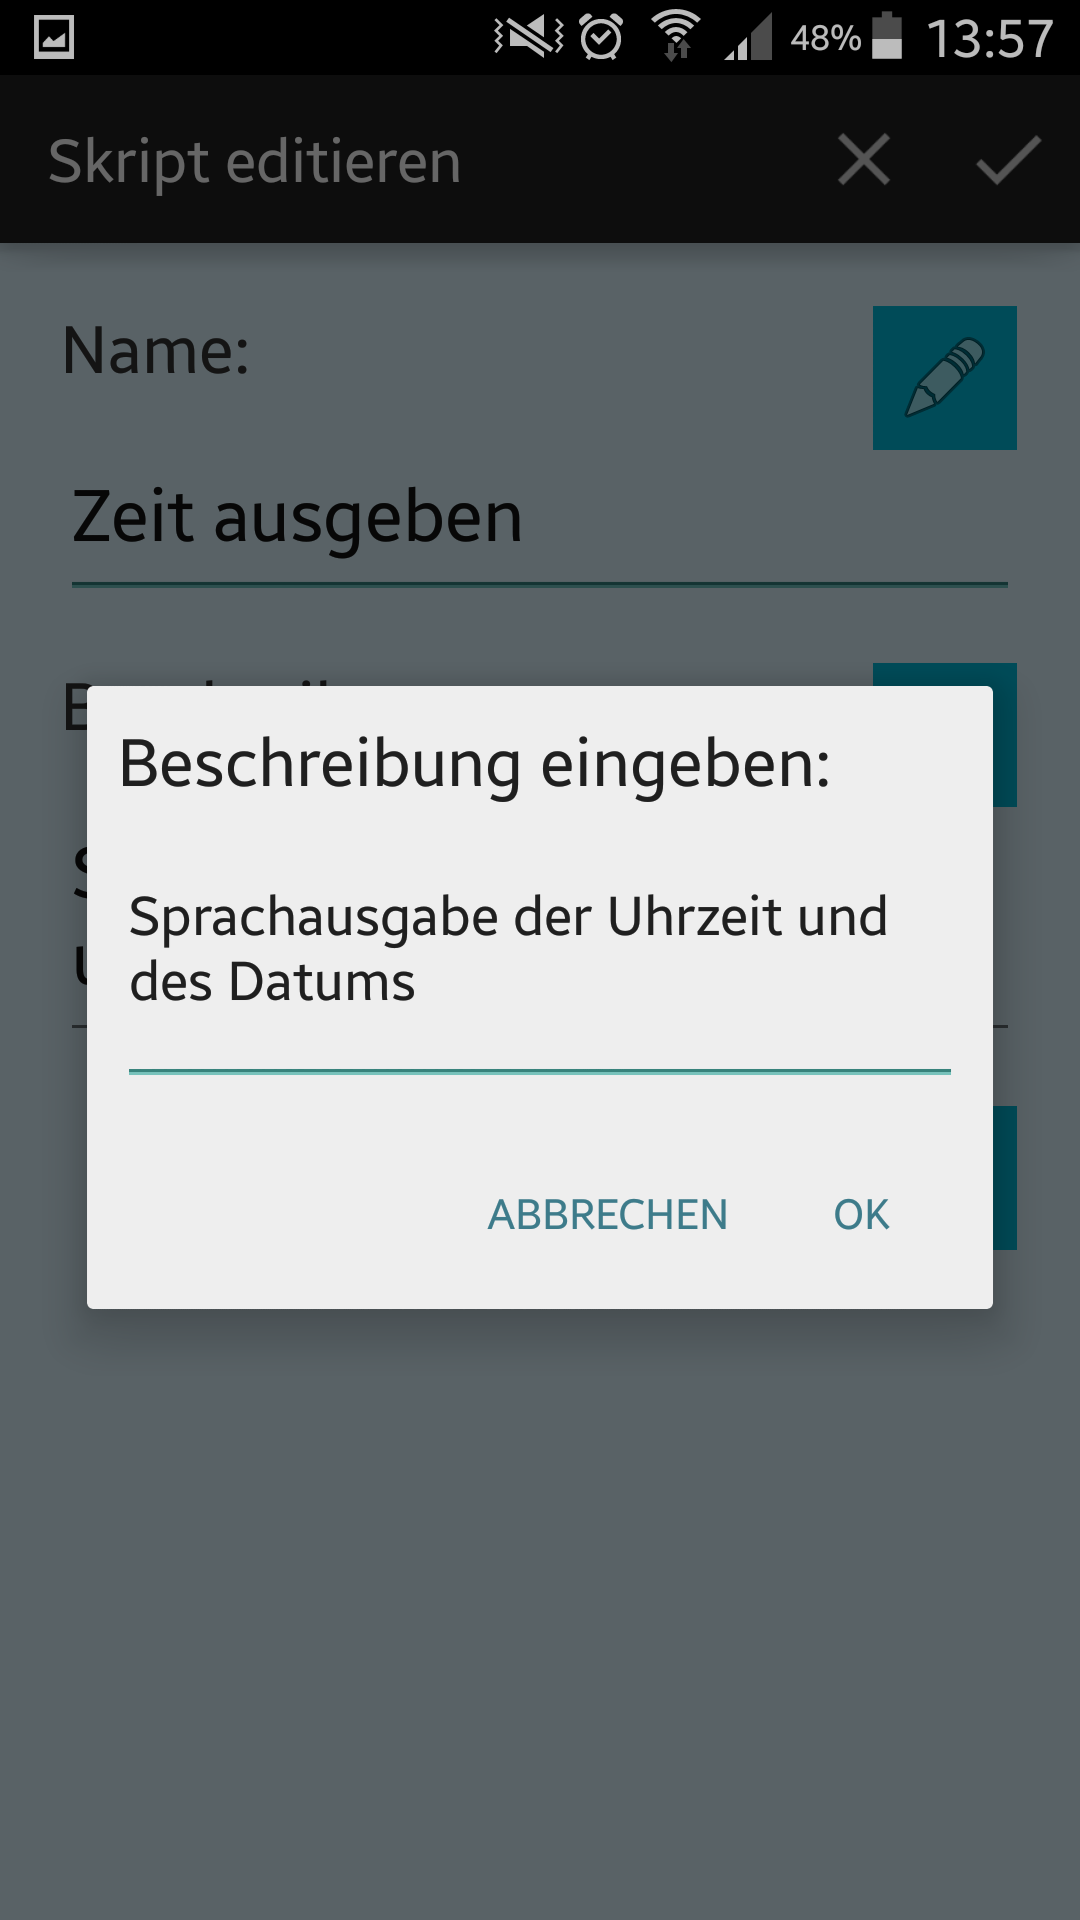 48% 13:57
Skript editieren
Name:
Zeit ausgeben
Beschreibung eingeben:
Sprachausgabe der Uhrzeit und
des Datums
ABBRECHEN OK